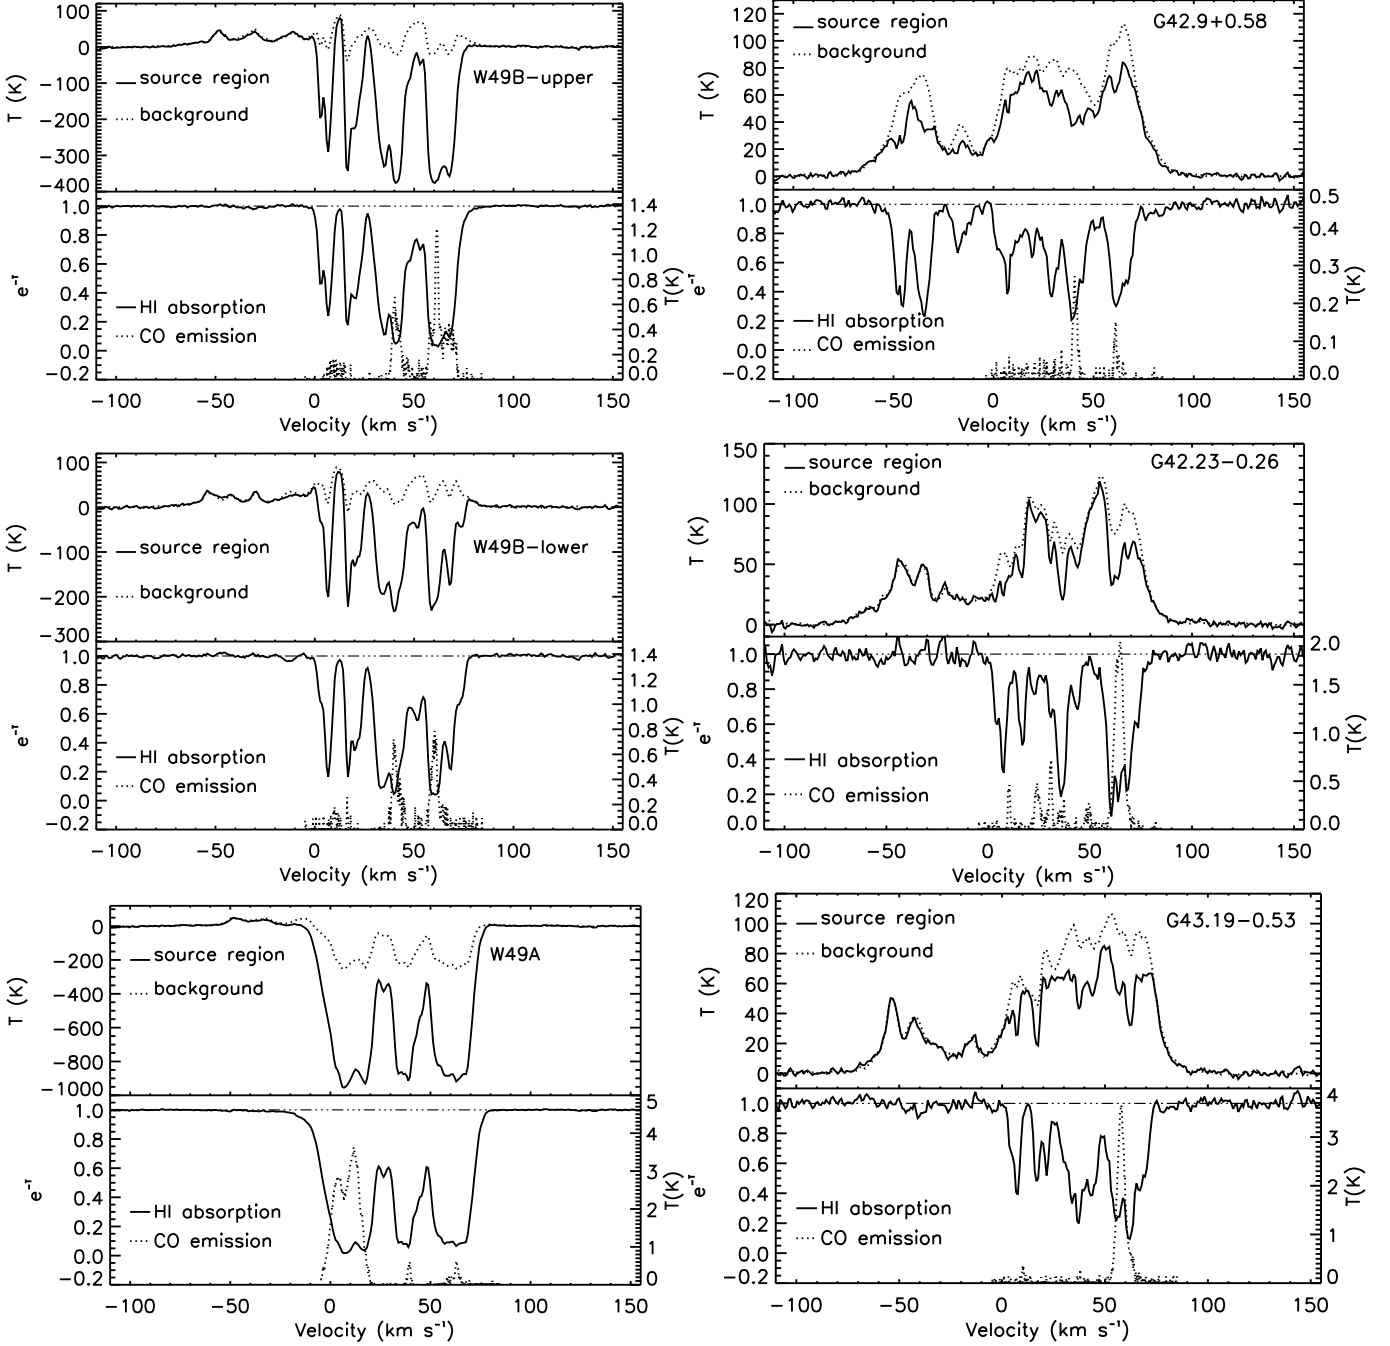 100
0
−100
−200
−300
−400
T (K)
source region
background
W49B−upper
1.0
0.8
0.6
0.4
0.2
0.0
−0.2
e⁻ᵀ
HI absorption
CO emission
1.4
1.2
1.0
0.8
0.6
0.4
0.2
0.0
T(K)
−100 −50 0 50 100 150
Velocity (km s⁻¹)
120
100
80
60
40
20
0
T (K)
source region
background
G42.9+0.58
1.0
0.8
0.6
0.4
0.2
0.0
−0.2
e⁻ᵀ
HI absorption
CO emission
0.5
0.4
0.3
0.2
0.1
0.0
T(K)
−100 −50 0 50 100 150
Velocity (km s⁻¹)
100
0
−100
−200
−300
T (K)
source region
background
W49B−lower
1.0
0.8
0.6
0.4
0.2
0.0
−0.2
e⁻ᵀ
HI absorption
CO emission
1.4
1.2
1.0
0.8
0.6
0.4
0.2
0.0
T(K)
−100 −50 0 50 100 150
Velocity (km s⁻¹)
150
100
50
0
T (K)
source region
background
G42.23−0.26
1.0
0.8
0.6
0.4
0.2
0.0
e⁻ᵀ
HI absorption
CO emission
2.0
1.5
1.0
0.5
0.0
T(K)
−100 −50 0 50 100 150
Velocity (km s⁻¹)
0
−200
−400
−600
−800
−1000
T (K)
source region
background
W49A
1.0
0.8
0.6
0.4
0.2
0.0
−0.2
e⁻ᵀ
HI absorption
CO emission
5
4
3
2
1
0
T(K)
−100 −50 0 50 100 150
Velocity (km s⁻¹)
120
100
80
60
40
20
0
T (K)
source region
background
G43.19−0.53
1.0
0.8
0.6
0.4
0.2
0.0
−0.2
e⁻ᵀ
HI absorption
CO emission
4
3
2
1
0
T(K)
−100 −50 0 50 100 150
Velocity (km s⁻¹)